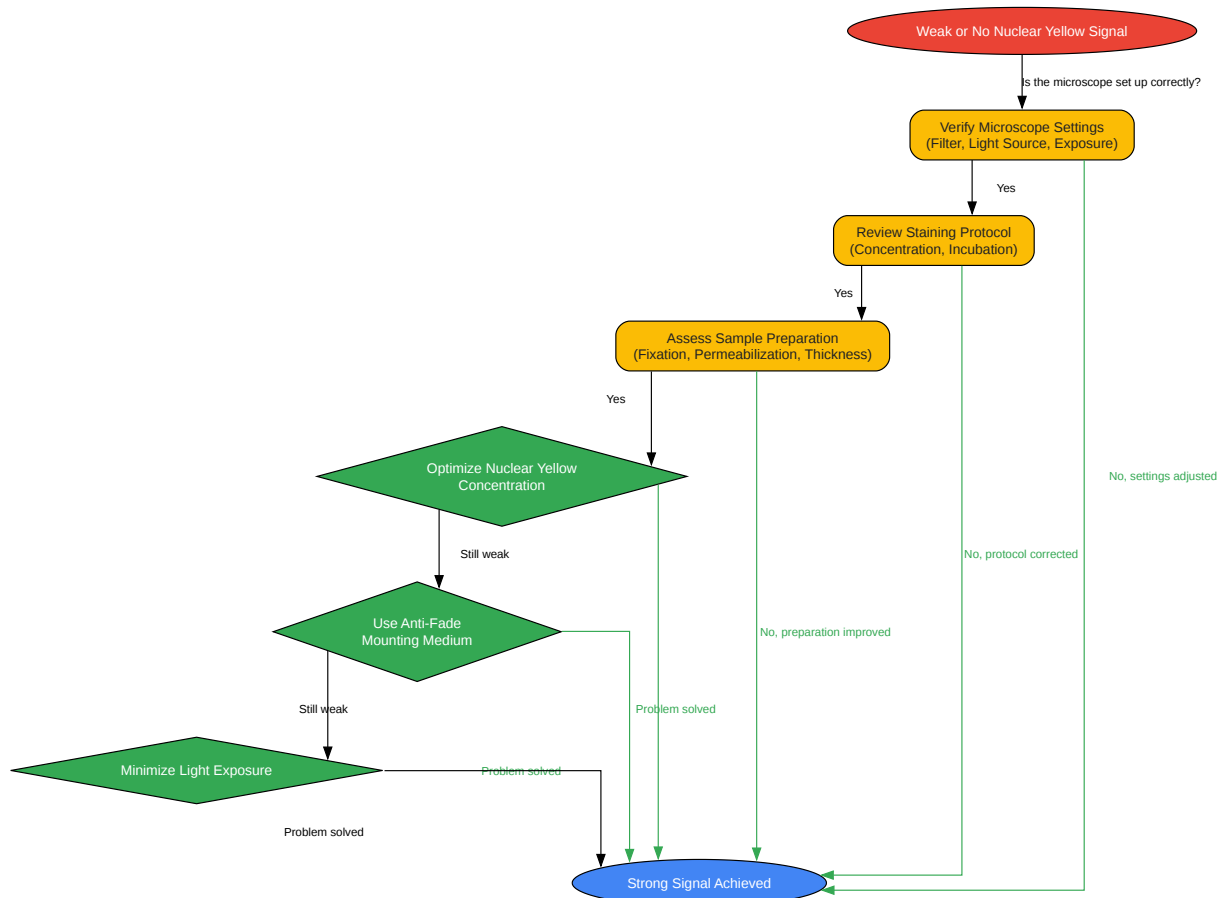 Weak or No Nuclear Yellow Signal
Is the microscope set up correctly?
Verify Microscope Settings
(Filter, Light Source, Exposure)
Yes
Review Staining Protocol
(Concentration, Incubation)
Yes
Assess Sample Preparation
(Fixation, Permeabilization, Thickness)
Yes
Optimize Nuclear Yellow
Concentration
No, settings adjusted
Still weak
No, protocol corrected
Use Anti-Fade
Mounting Medium
No, preparation improved
Still weak
Problem solved
Minimize Light Exposure
Problem solved
Problem solved
Strong Signal Achieved